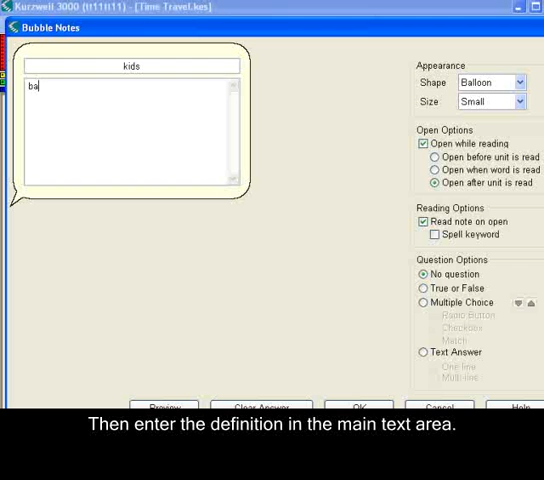 Kurzweil 3000 (tt11tt11) - [Time Travel.kes]
Bubble Notes
kids
ba
Appearance
Shape Balloon
Size Small
Open Options
Open while reading
Open before unit is read
Open when word is read
Open after unit is read
Reading Options
Read note on open
Spell keyword
Question Options
No question
True or False
Multiple Choice
Radio Button
Checkbox
Match
Text Answer
One line
Multi line
Preview Clear Answer OK Cancel Help
Then enter the definition in the main text area.